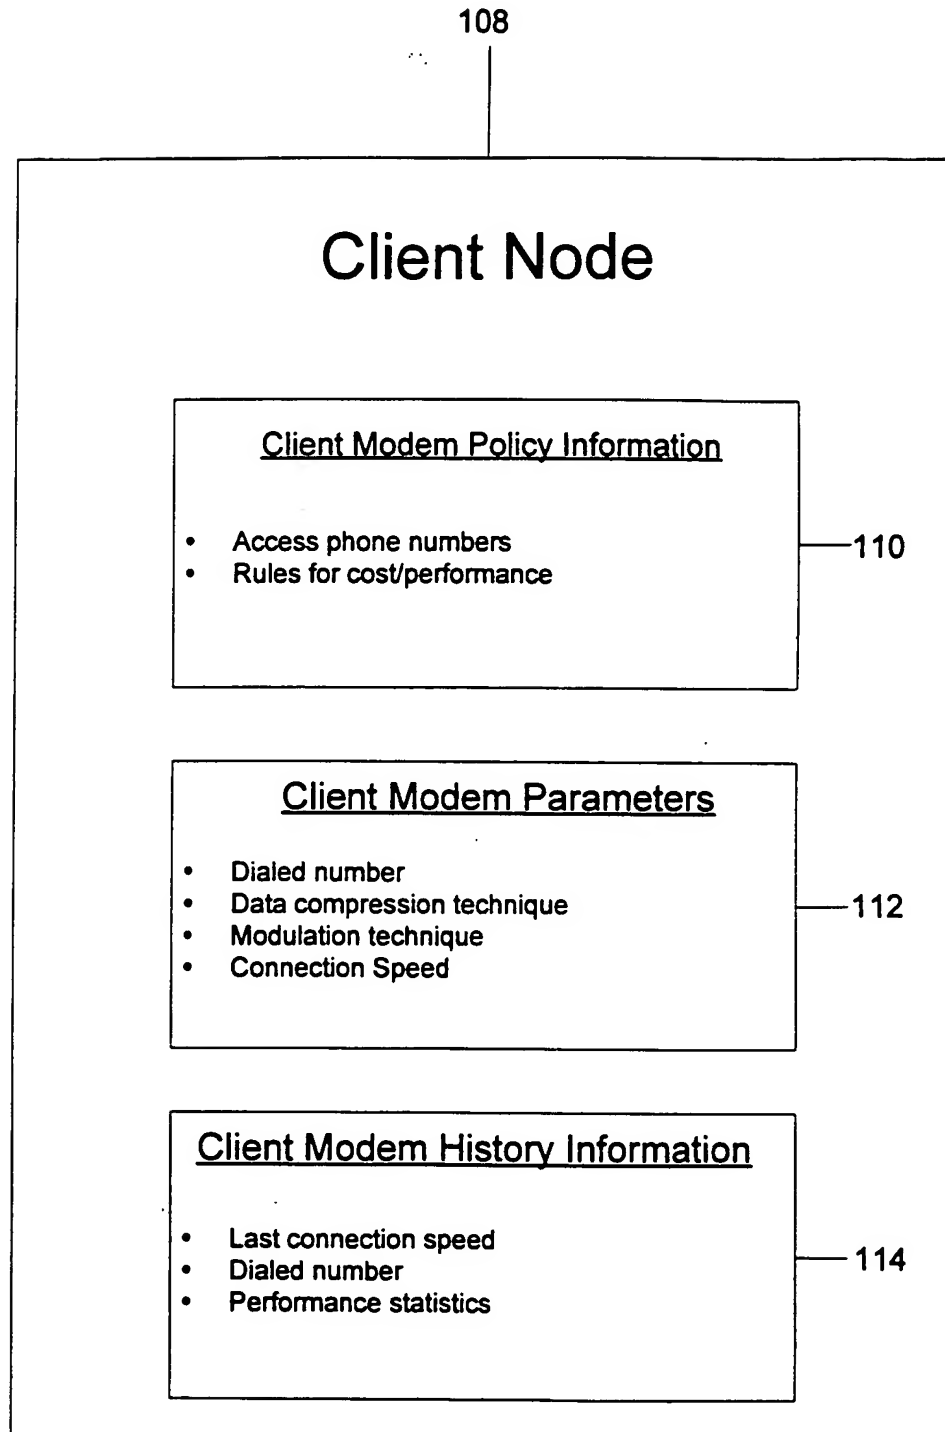 108
Client Node
Client Modem Policy Information
• Access phone numbers
• Rules for cost/performance
110
Client Modem Parameters
• Dialed number
• Data compression technique
• Modulation technique
• Connection Speed
112
Client Modem History Information
• Last connection speed
• Dialed number
• Performance statistics
114